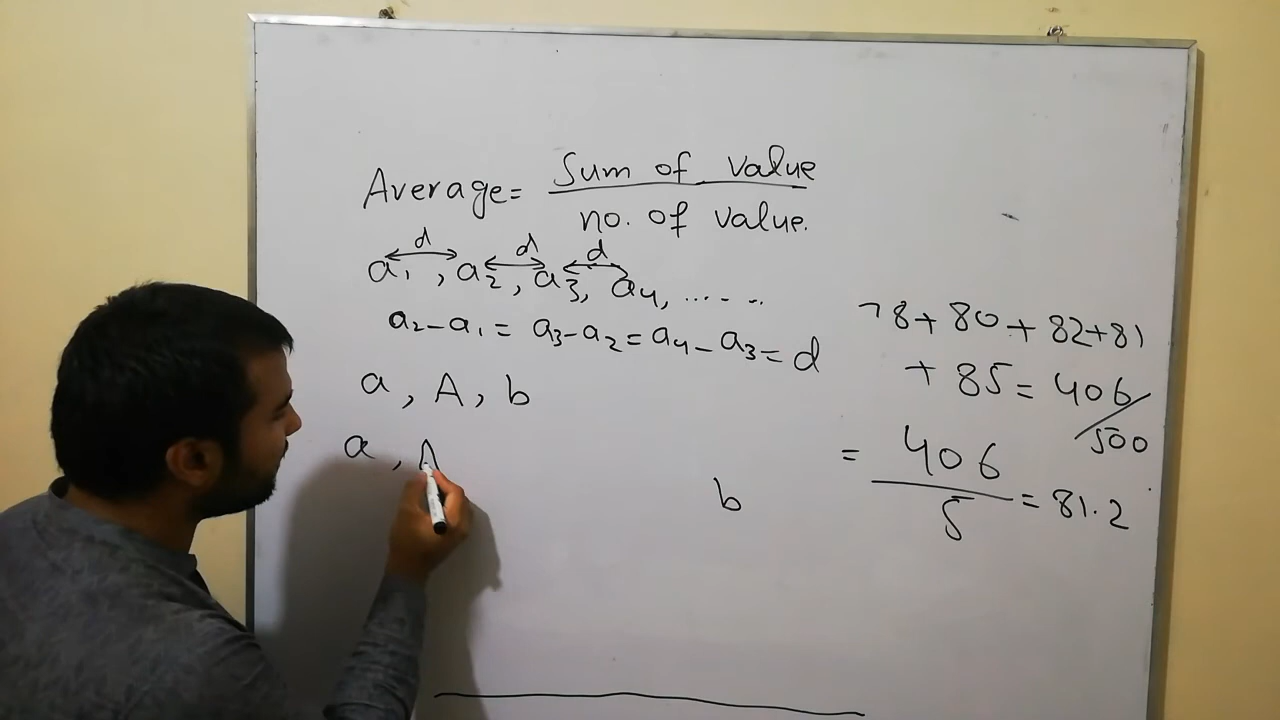 Average = Sum of value
no. of value.
d d d
a1, a2, a3, a4, ......
a2-a1 = a3-a2 = a4-a3 = d
a, A, b
a, A
b
78+80+82+81
+85=406/500
= 406
5 = 81.2